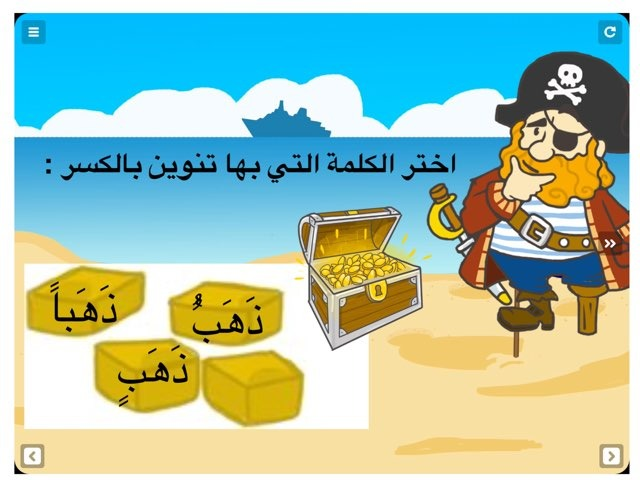 اختر الكلمة التي بها تنوين بالكسر :
ذَهَبٌ
ذَهَباً
ذَهَبٍ